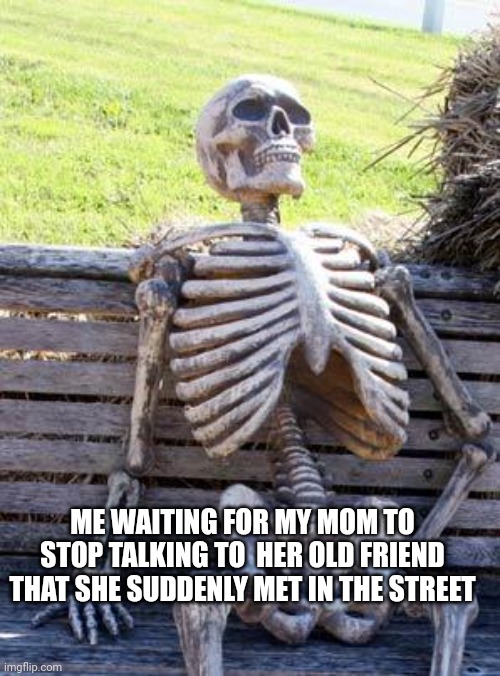 ME WAITING FOR MY MOM TO
STOP TALKING TO  HER OLD FRIEND
THAT SHE SUDDENLY MET IN THE STREET
imgflip.com